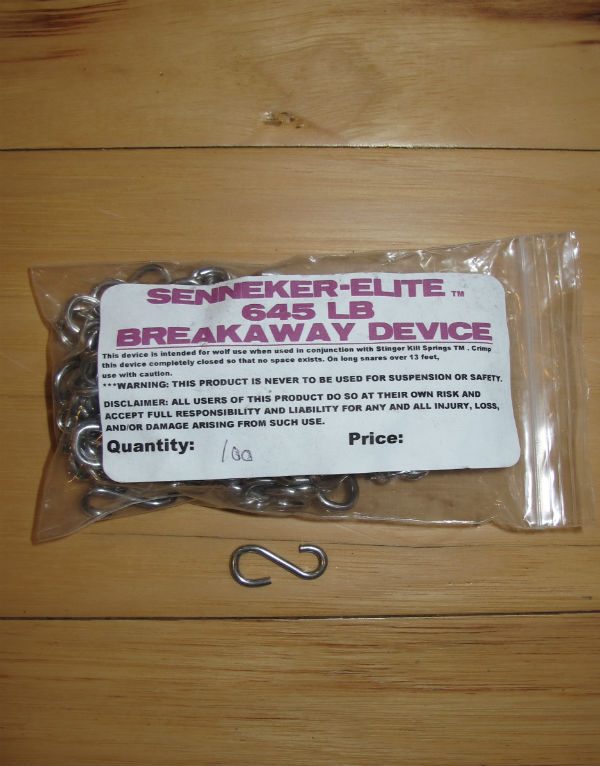 SENNEKER-ELITE ™
645 LB
BREAKAWAY DEVICE
This device is intended for wolf use when used in conjunction with Stinger Kill Springs TM . Crimp
this device completely closed so that no space exists. On long snares over 13 feet,
use with caution.
***WARNING: THIS PRODUCT IS NEVER TO BE USED FOR SUSPENSION OR SAFETY.
DISCLAIMER: ALL USERS OF THIS PRODUCT DO SO AT THEIR OWN RISK AND
ACCEPT FULL RESPONSIBILITY AND LIABILITY FOR ANY AND ALL INJURY, LOSS,
AND/OR DAMAGE ARISING FROM SUCH USE.
Quantity: 100 Price: